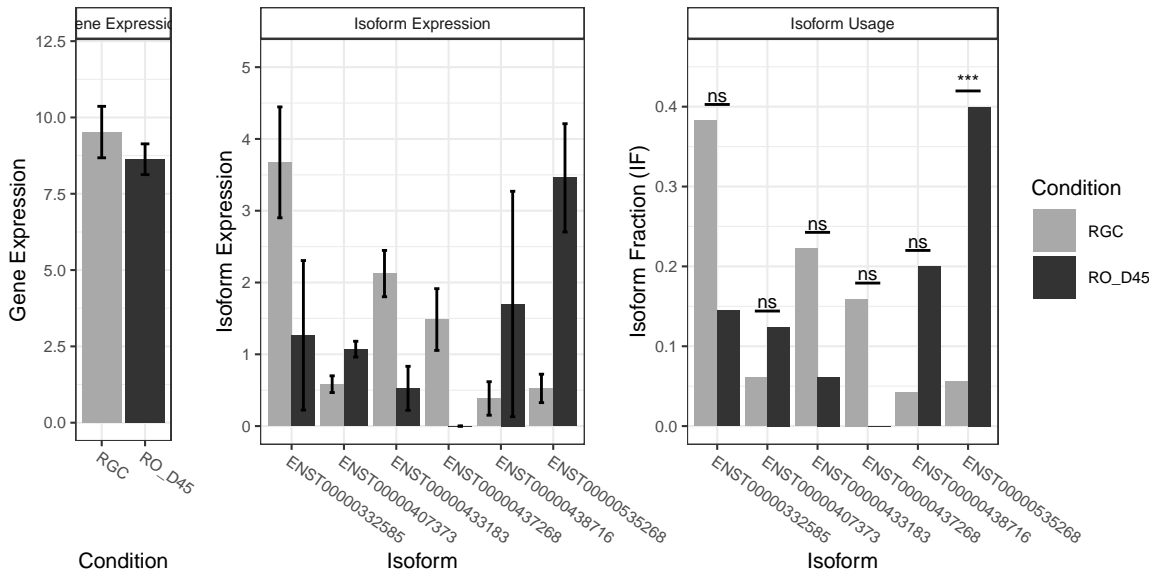 ene Expressio
Gene Expression
12.5
10.0
7.5
5.0
2.5
0.0
RGC
RO_D45
Condition
Isoform Expression
Isoform Expression
5
4
3
2
1
0
ENST00000332585
ENST00000407373
ENST00000433183
ENST00000437268
ENST00000438716
ENST00000535268
Isoform
Isoform Usage
Isoform Fraction (IF)
0.4
0.3
0.2
0.1
0.0
ns
ns
ns
ns
ns
***
ENST00000332585
ENST00000407373
ENST00000433183
ENST00000437268
ENST00000438716
ENST00000535268
Isoform
Condition
RGC
RO_D45